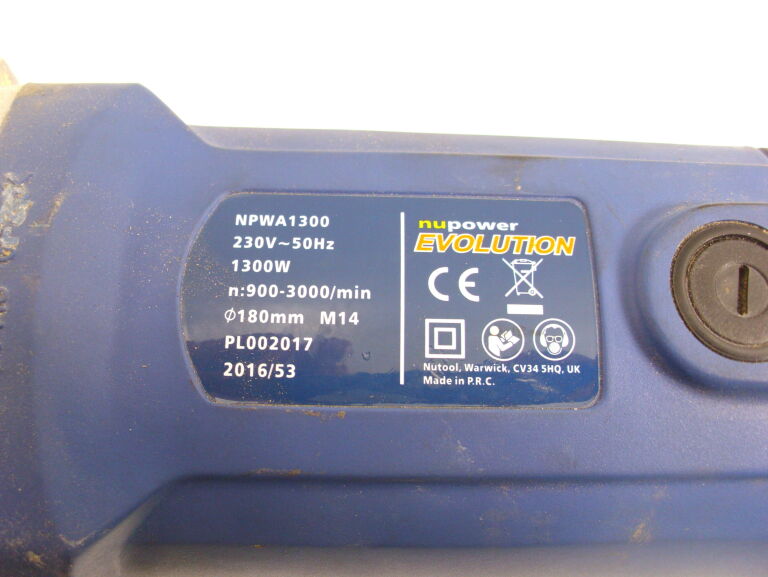 NPWA1300
230V~50Hz
1300W
n:900-3000/min
∅180mm M14
PL002017
2016/53
nupower
EVOLUTION
CE
Nutool, Warwick, CV34 5HQ, UK
Made in P.R.C.